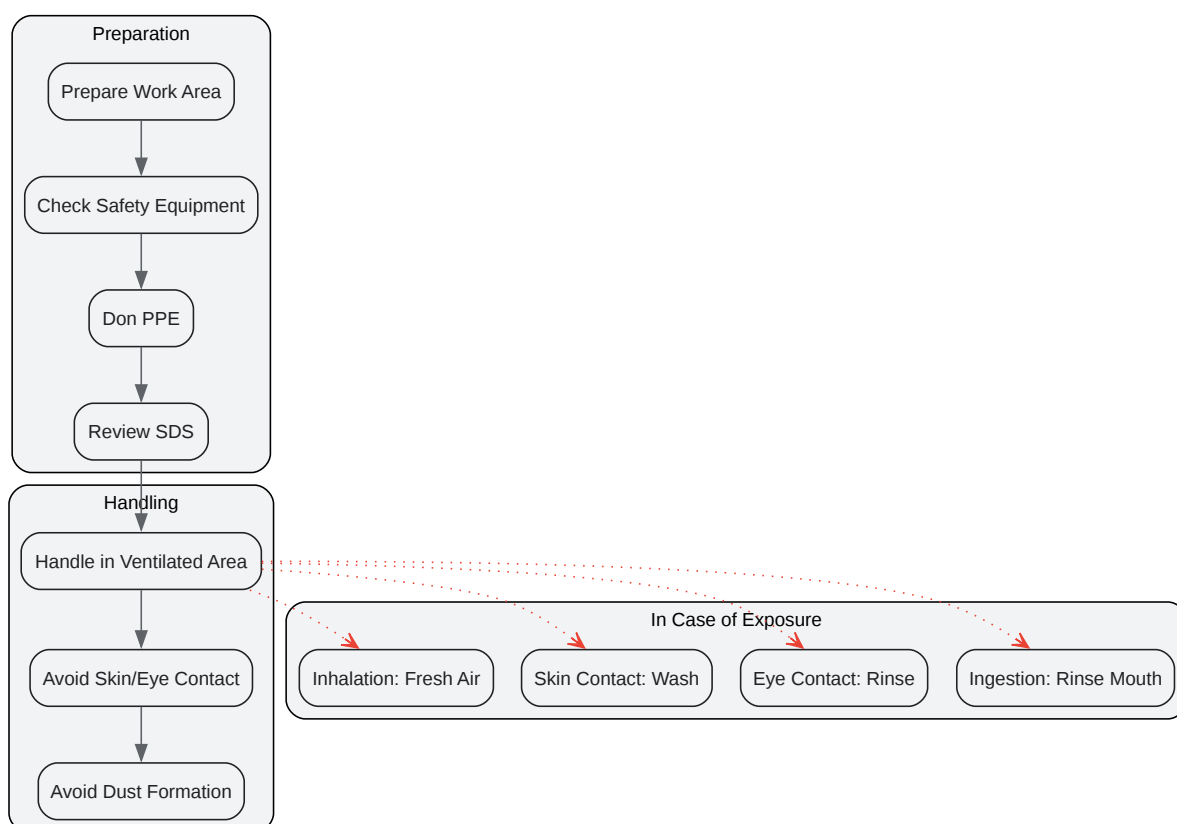 Preparation
Prepare Work Area
Check Safety Equipment
Don PPE
Review SDS
Handling
Handle in Ventilated Area
Avoid Skin/Eye Contact
Avoid Dust Formation
In Case of Exposure
Inhalation: Fresh Air
Skin Contact: Wash
Eye Contact: Rinse
Ingestion: Rinse Mouth